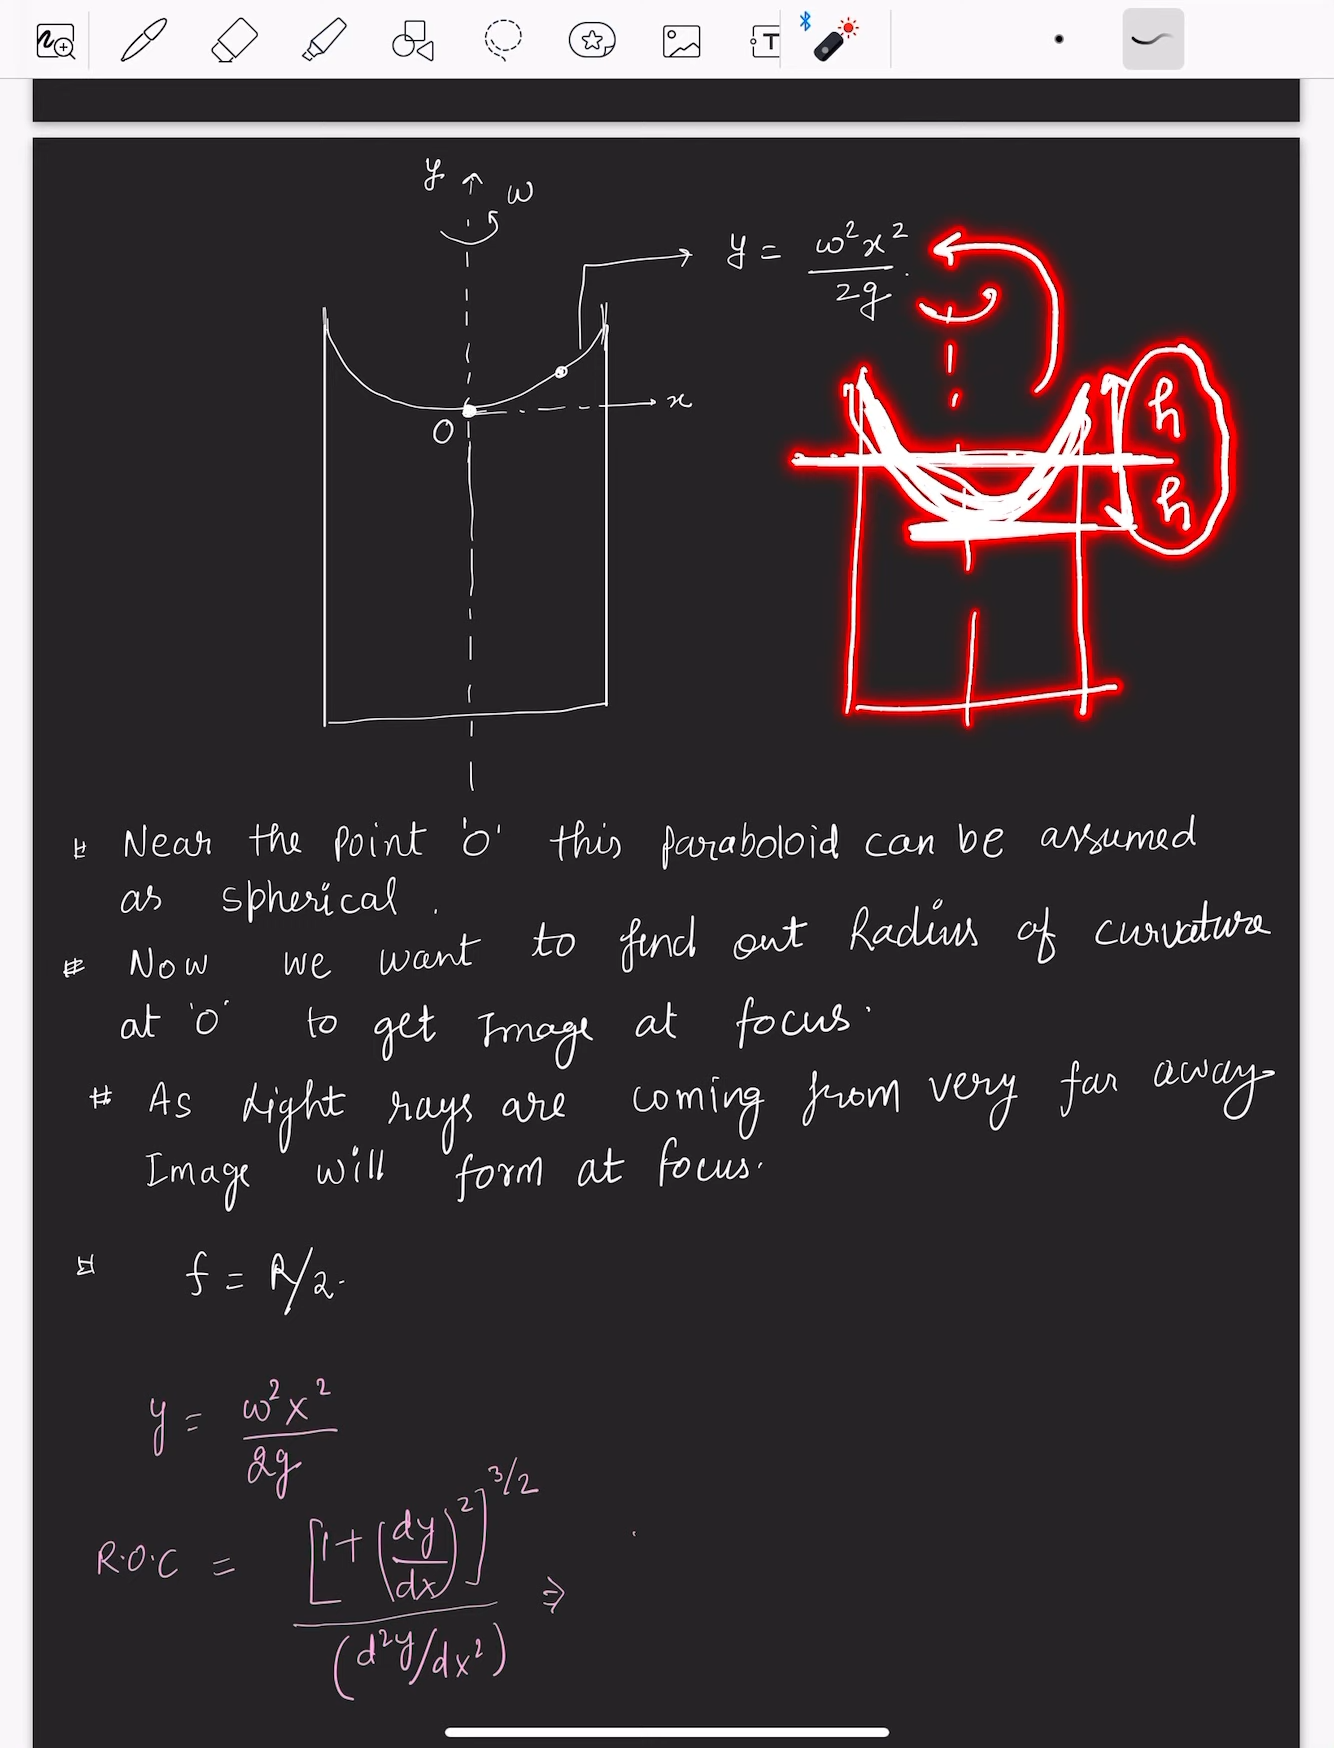 y
ω
y = ω²x² / 2g
x
O
h
h
# Near the point 'O' this paraboloid can be assumed
as spherical.
# Now we want to find out Radius of curvature
at 'O' to get Image at focus.
# As Light rays are coming from very far away
Image will form at focus.
# f = R/2.
y = ω²x² / 2g
R.O.C = [1 + (dy/dx)²]^3/2 / (d²y/dx²) ⇒